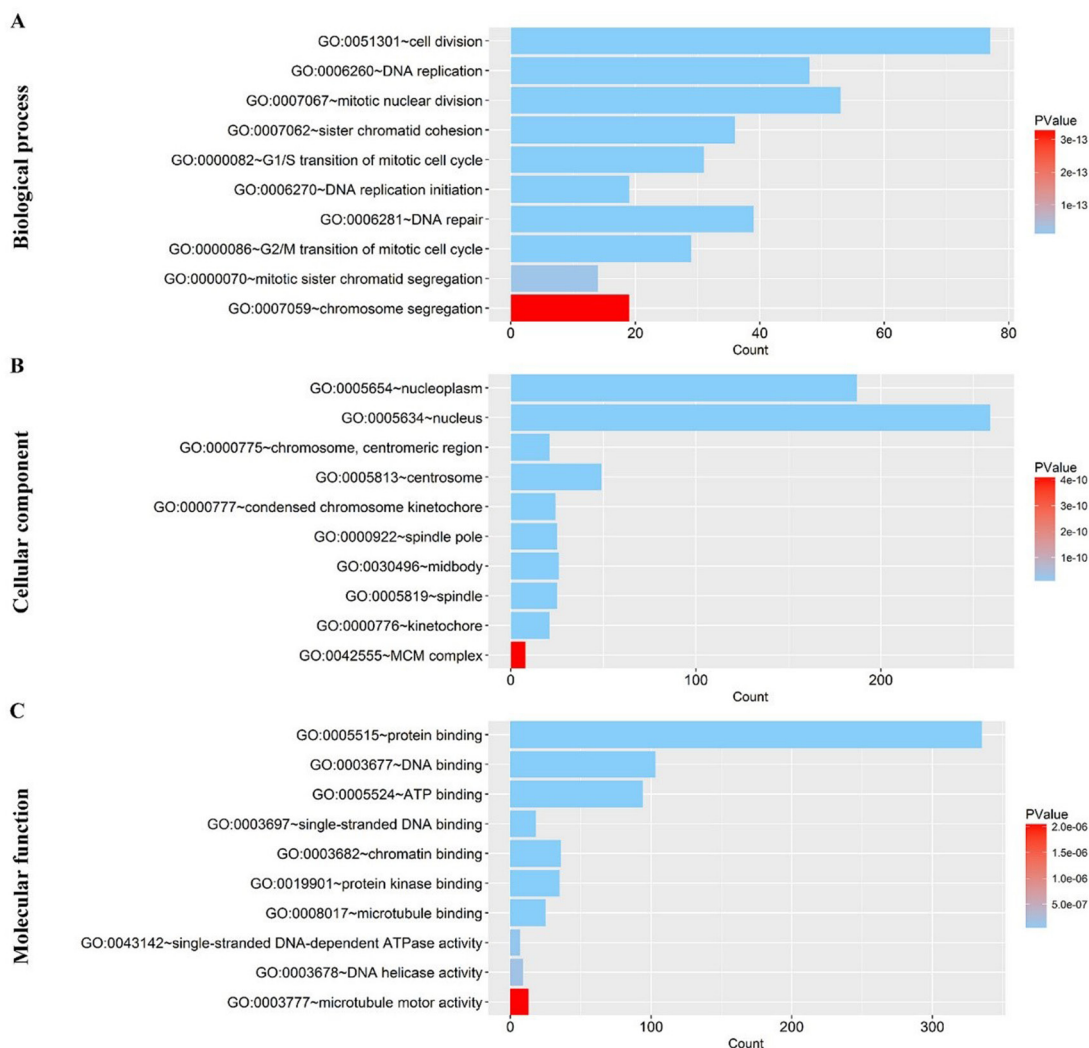 A
Biological process
GO:0051301~cell division
GO:0006260~DNA replication
GO:0007067~mitotic nuclear division
GO:0007062~sister chromatid cohesion
GO:0000082~G1/S transition of mitotic cell cycle
GO:0006270~DNA replication initiation
GO:0006281~DNA repair
GO:0000086~G2/M transition of mitotic cell cycle
GO:0000070~mitotic sister chromatid segregation
GO:0007059~chromosome segregation
0 20 40 60 80
Count
PValue
3e-13
2e-13
1e-13
B
Cellular component
GO:0005654~nucleoplasm
GO:0005634~nucleus
GO:0000775~chromosome, centromeric region
GO:0005813~centrosome
GO:0000777~condensed chromosome kinetochore
GO:0000922~spindle pole
GO:0030496~midbody
GO:0005819~spindle
GO:0000776~kinetochore
GO:0042555~MCM complex
0 100 200
Count
PValue
4e-10
3e-10
2e-10
1e-10
C
Molecular function
GO:0005515~protein binding
GO:0003677~DNA binding
GO:0005524~ATP binding
GO:0003697~single-stranded DNA binding
GO:0003682~chromatin binding
GO:0019901~protein kinase binding
GO:0008017~microtubule binding
GO:0043142~single-stranded DNA-dependent ATPase activity
GO:0003678~DNA helicase activity
GO:0003777~microtubule motor activity
0 100 200 300
Count
PValue
2.0e-06
1.5e-06
1.0e-06
5.0e-07